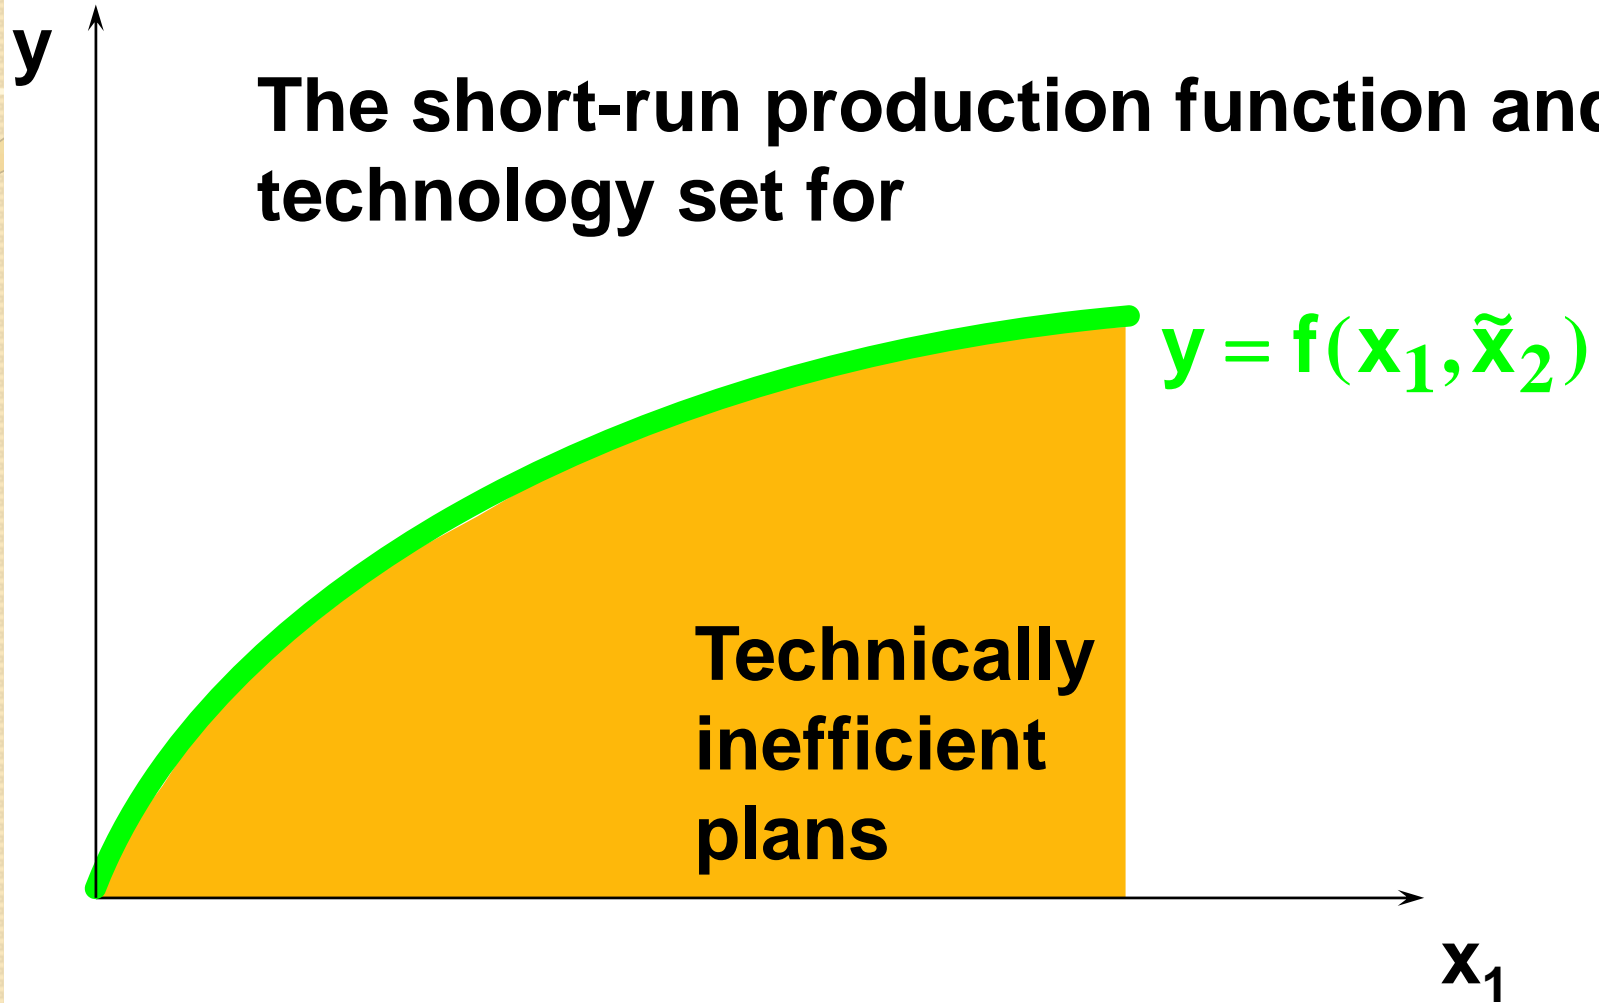 y
The short-run production function and
technology set for
y = f(x₁, x̃₂)
Technically
inefficient
plans
x₁